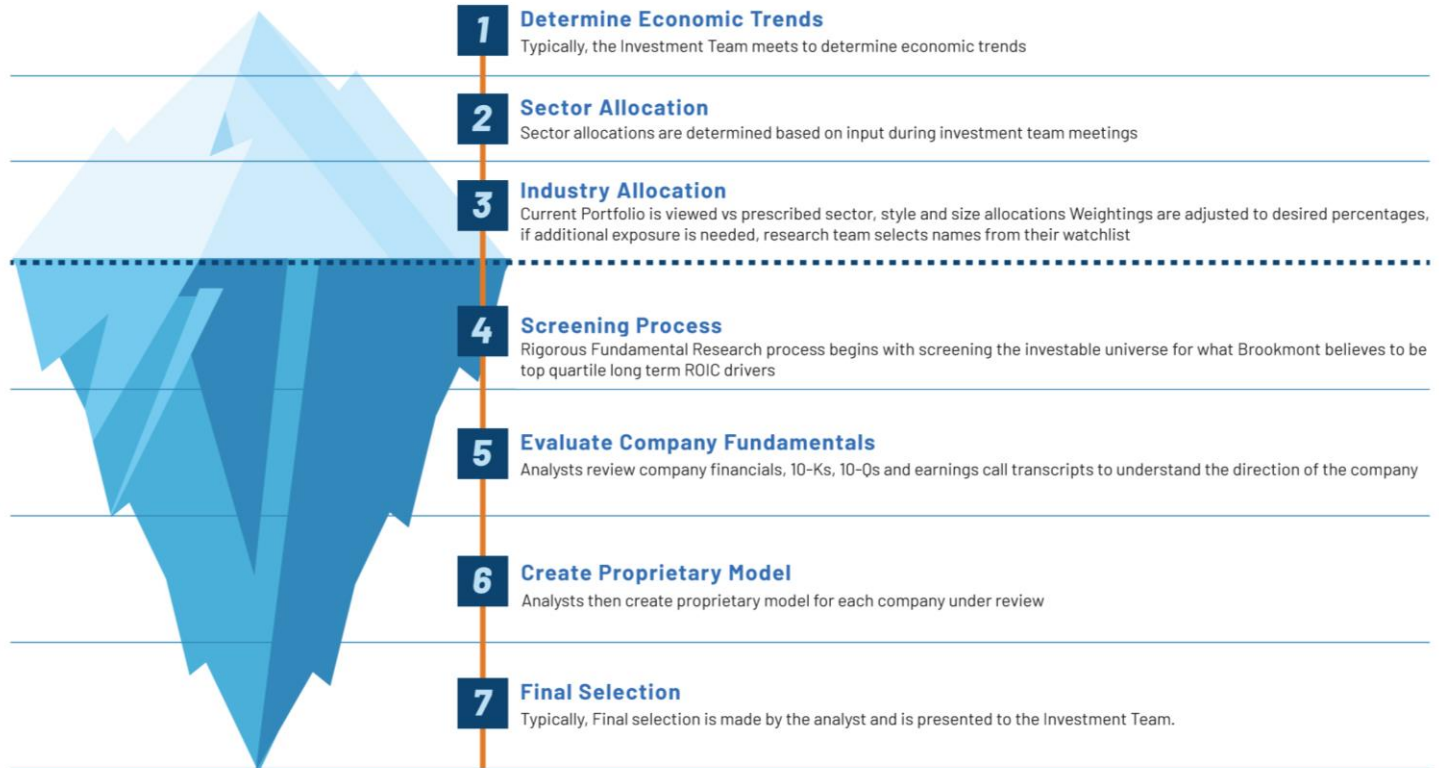 1
Determine Economic Trends
Typically, the Investment Team meets to determine economic trends
2
Sector Allocation
Sector allocations are determined based on input during investment team meetings
3
Industry Allocation
Current Portfolio is viewed vs prescribed sector, style and size allocations Weightings are adjusted to desired percentages,
if additional exposure is needed, research team selects names from their watchlist
4
Screening Process
Rigorous Fundamental Research process begins with screening the investable universe for what Brookmont believes to be
top quartile long term ROIC drivers
5
Evaluate Company Fundamentals
Analysts review company financials, 10-Ks, 10-Qs and earnings call transcripts to understand the direction of the company
6
Create Proprietary Model
Analysts then create proprietary model for each company under review
7
Final Selection
Typically, Final selection is made by the analyst and is presented to the Investment Team.